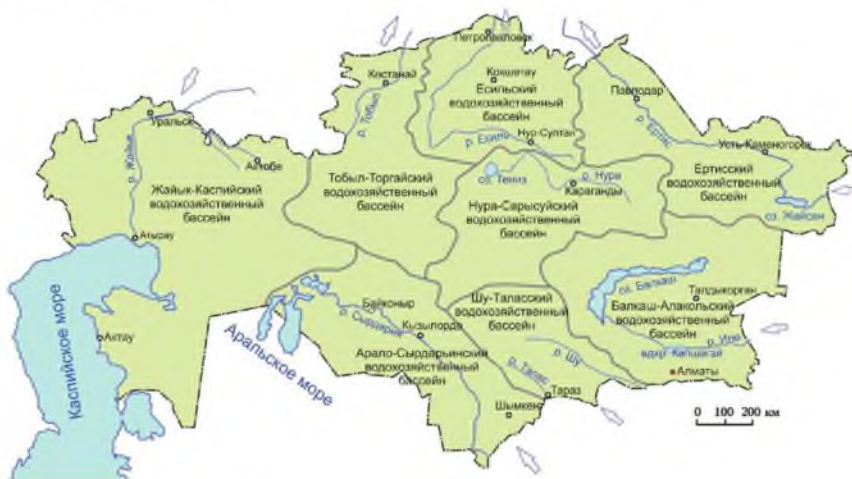 Петропавловск
Костанай
Кокшетау
Есильский
водохозяйственный
бассейн
р. Тобыл
Павлодар
Уральск
р. Есиль
Нур-Султан
р. Ертис
Усть-Каменогорск
Актобе
р. Жайык
Жайык-Каспийский
водохозяйственный
бассейн
Тобыл-Торгайский
водохозяйственный
бассейн
оз. Тениз
р. Нура
Караганды
Ертисский
водохозяйственный
бассейн
Нура-Сарысуйский
водохозяйственный
бассейн
оз. Жайсан
Атырау
оз. Балкаш
Талдыкорган
Балкаш-Алакольский
водохозяйственный
бассейн
Шу-Таласский
водохозяйственный
бассейн
Байконыр
р. Сырдария
Кызылорда
Арало-Сырдарьинский
водохозяйственный
бассейн
Аральское море
Каспийское море
Актау
р. Или
вдхр. Капшагай
р. Шу
р. Талас
Алматы
Тараз
Шымкент
0 100 200 км